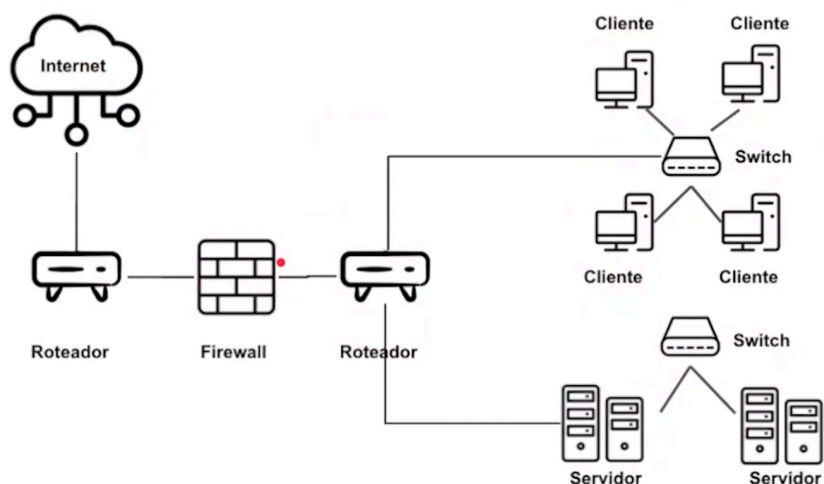 Cliente
Cliente
Internet
Switch
Cliente
Cliente
Roteador
Firewall
Roteador
Switch
Servidor
Servidor